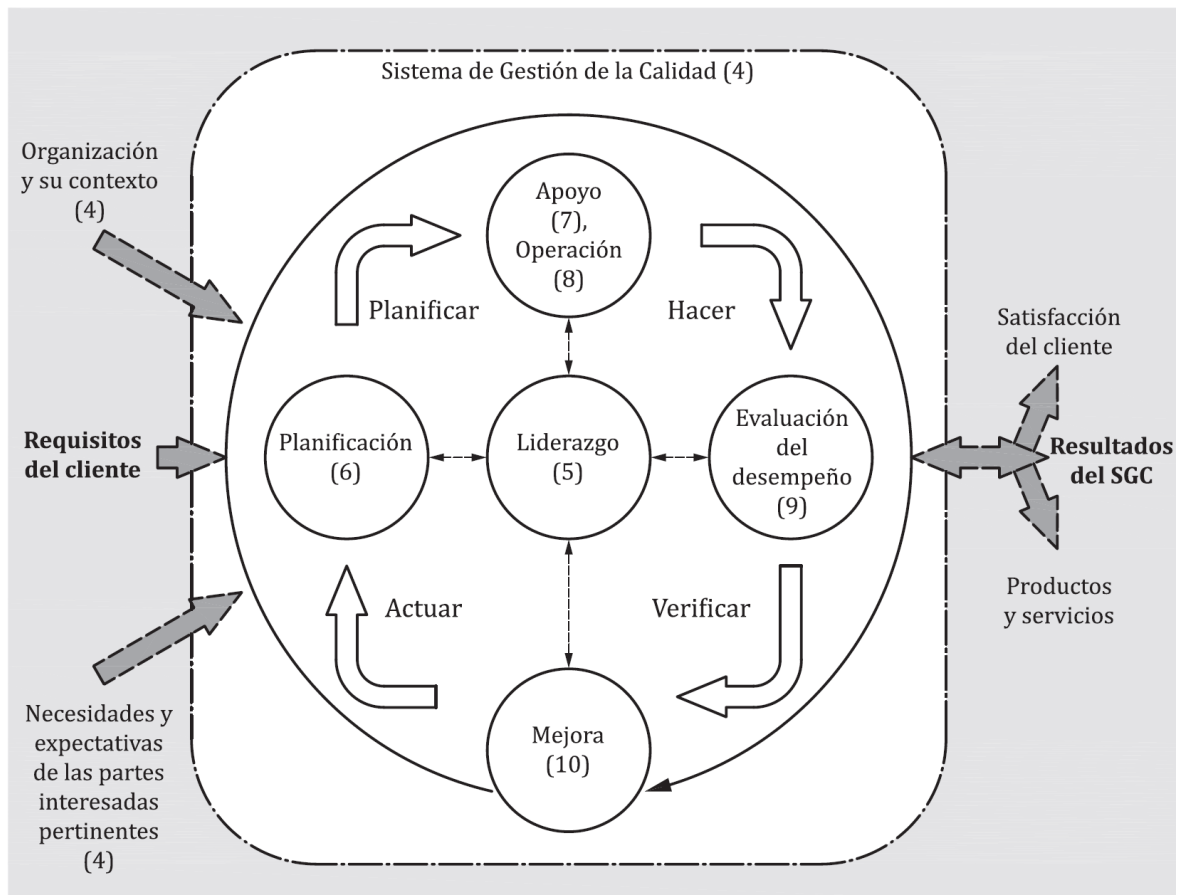 Sistema de Gestión de la Calidad (4)
Organización
y su contexto
(4)
Apoyo
(7),
Operación
(8)
Planificar
Hacer
Satisfacción
del cliente
Requisitos
del cliente
Planificación
(6)
Liderazgo
(5)
Evaluación
del
desempeño
(9)
Resultados
del SGC
Actuar
Verificar
Productos
y servicios
Necesidades y
expectativas
de las partes
interesadas
pertinentes
(4)
Mejora
(10)